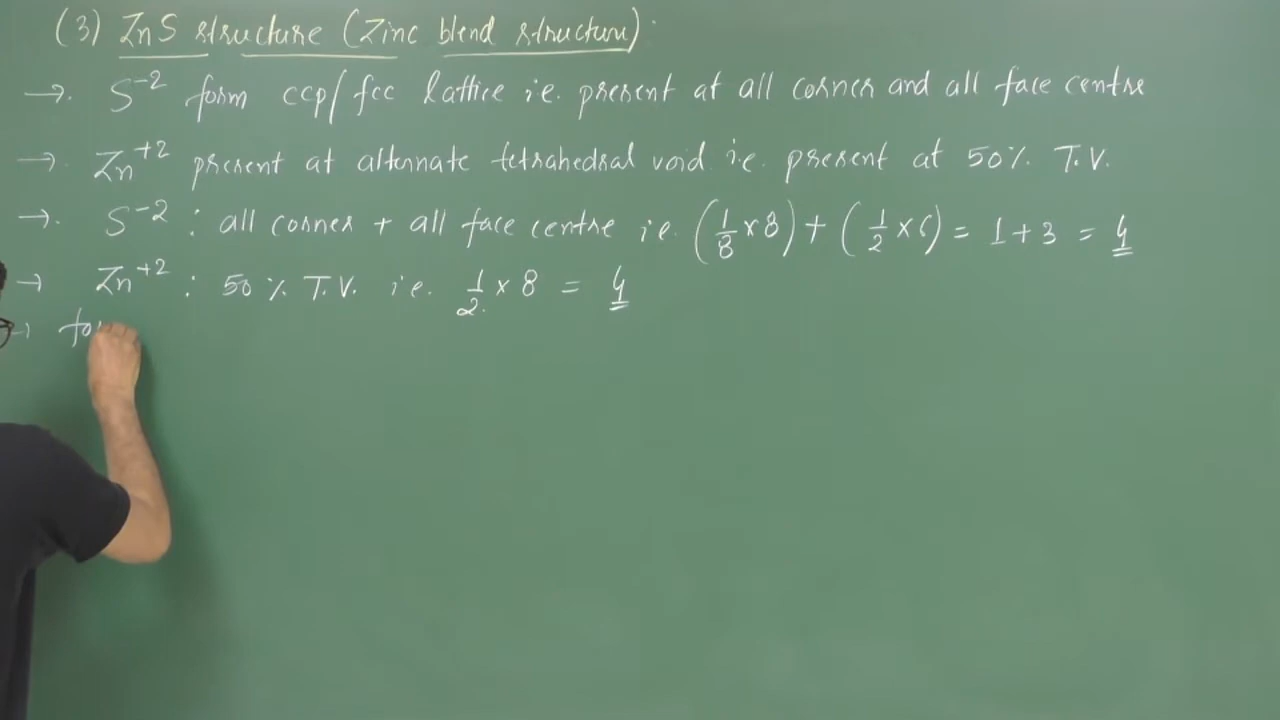 (3) ZnS structure (Zinc blend structure).
→. S⁻² form ccp/fcc lattice i.e. present at all corner and all face centre
→. Zn⁺² present at alternate tetrahedral void i.e. present at 50% T.V.
→. S⁻² : all corner + all face centre i.e. (1/8 × 8) + (1/2 × 6) = 1 + 3 = 4
→ Zn⁺² : 50 % T.V. i.e. 1/2 × 8 = 4
→ fo